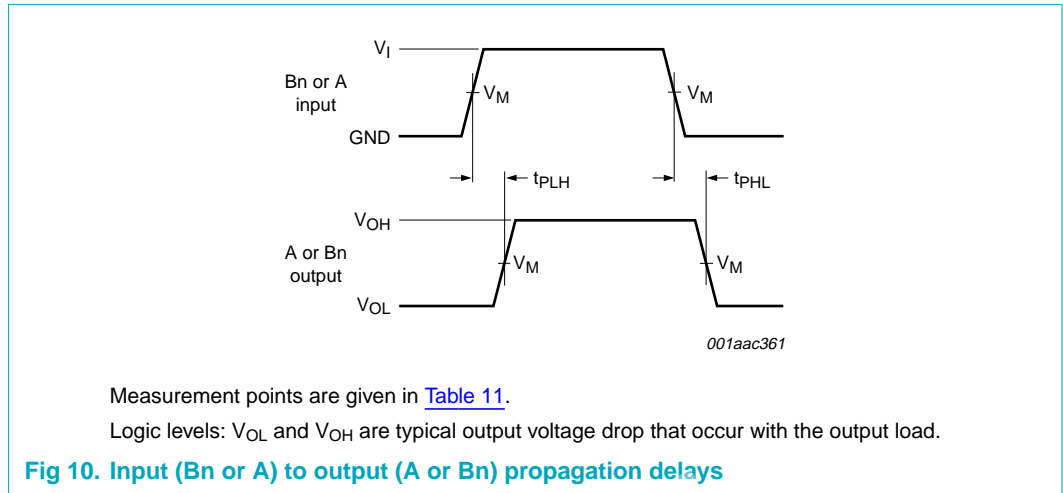 VI
Bn or A
input
VM
VM
GND
tPLH
tPHL
VOH
A or Bn
output
VM
VM
VOL
001aac361
Measurement points are given in Table 11.
Logic levels: VOL and VOH are typical output voltage drop that occur with the output load.
Fig 10. Input (Bn or A) to output (A or Bn) propagation delays